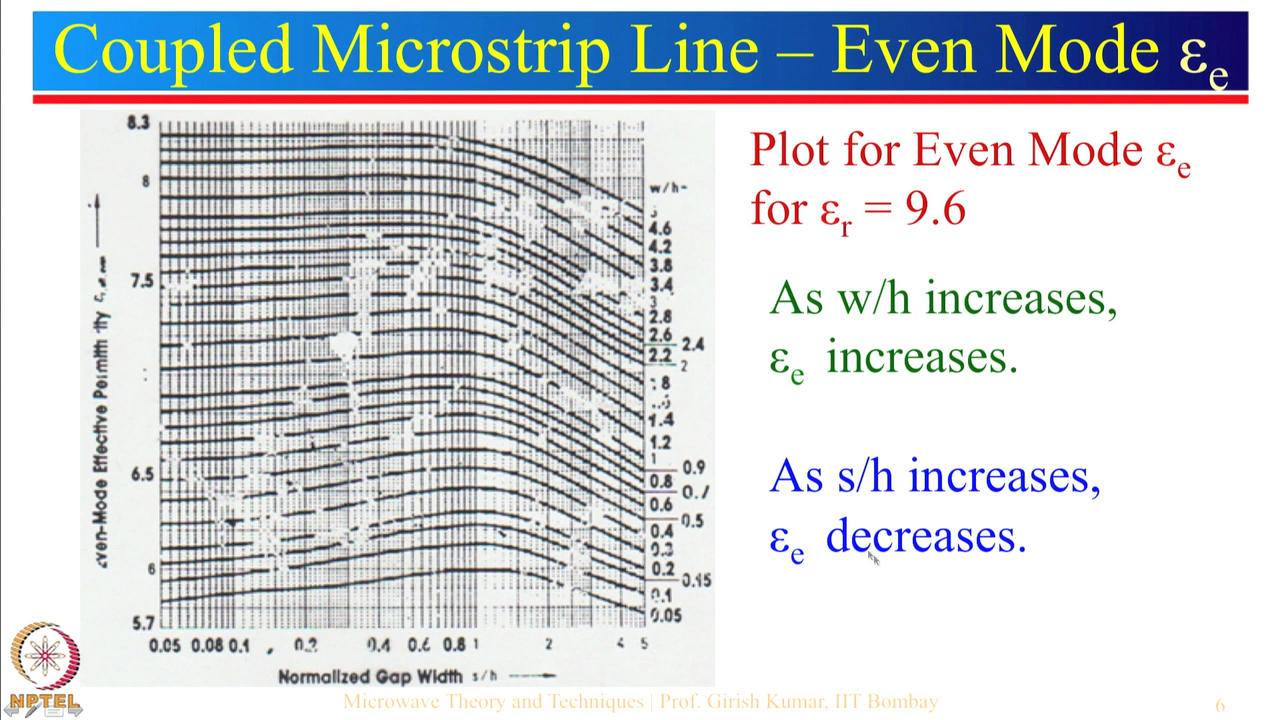 Coupled Microstrip Line – Even Mode εe
Plot for Even Mode εe
for εr = 9.6
As w/h increases,
εe increases.
As s/h increases,
εe decreases.
8.3
8
7.5
6.5
6
5.7
w/h-
4.6
4.2
3.8
3.4
3
2.8
2.6
2.4
2.2
2
1.4
1.2
0.9
0.8
0.6
0.5
0.4
0.2
0.15
0.1
0.05
0.05 0.08 0.1 0.2 0.4 0.6 0.8 1 2 4 5
Normalized Gap Width s/h
NPTEL
Microwave Theory and Techniques | Prof. Girish Kumar, IIT Bombay
6